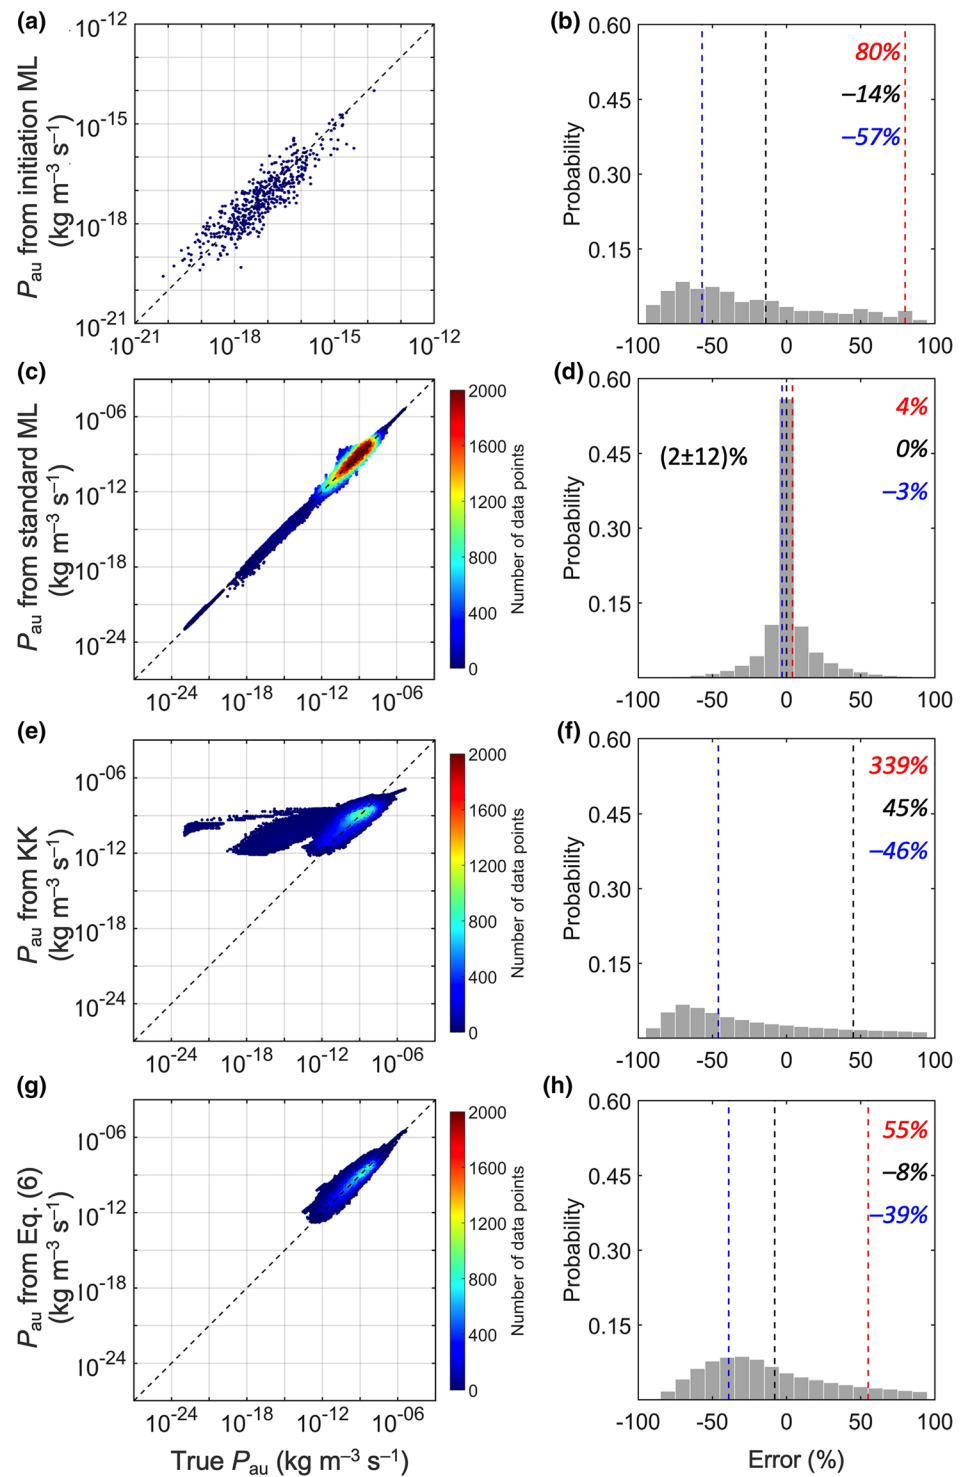 (a)
10⁻¹²
10⁻¹⁵
10⁻¹⁸
10⁻²¹
P_au from initiation ML
(kg m⁻³ s⁻¹)
10⁻²¹ 10⁻¹⁸ 10⁻¹⁵ 10⁻¹²
(b)
0.60
0.45
0.30
0.15
Probability
80%
–14%
–57%
-100 -50 0 50 100
(c)
10⁻⁰⁶
10⁻¹²
10⁻¹⁸
10⁻²⁴
P_au from standard ML
(kg m⁻³ s⁻¹)
10⁻²⁴ 10⁻¹⁸ 10⁻¹² 10⁻⁰⁶
2000
1600
1200
800
400
0
Number of data points
(d)
0.60
0.45
0.30
0.15
Probability
(2±12)%
4%
0%
–3%
-100 -50 0 50 100
(e)
10⁻⁰⁶
10⁻¹²
10⁻¹⁸
10⁻²⁴
P_au from KK
(kg m⁻³ s⁻¹)
10⁻²⁴ 10⁻¹⁸ 10⁻¹² 10⁻⁰⁶
2000
1600
1200
800
400
0
Number of data points
(f)
0.60
0.45
0.30
0.15
Probability
339%
45%
–46%
-100 -50 0 50 100
(g)
10⁻⁰⁶
10⁻¹²
10⁻¹⁸
10⁻²⁴
P_au from Eq. (6)
(kg m⁻³ s⁻¹)
10⁻²⁴ 10⁻¹⁸ 10⁻¹² 10⁻⁰⁶
True P_au (kg m⁻³ s⁻¹)
2000
1600
1200
800
400
0
Number of data points
(h)
0.60
0.45
0.30
0.15
Probability
55%
–8%
–39%
-100 -50 0 50 100
Error (%)